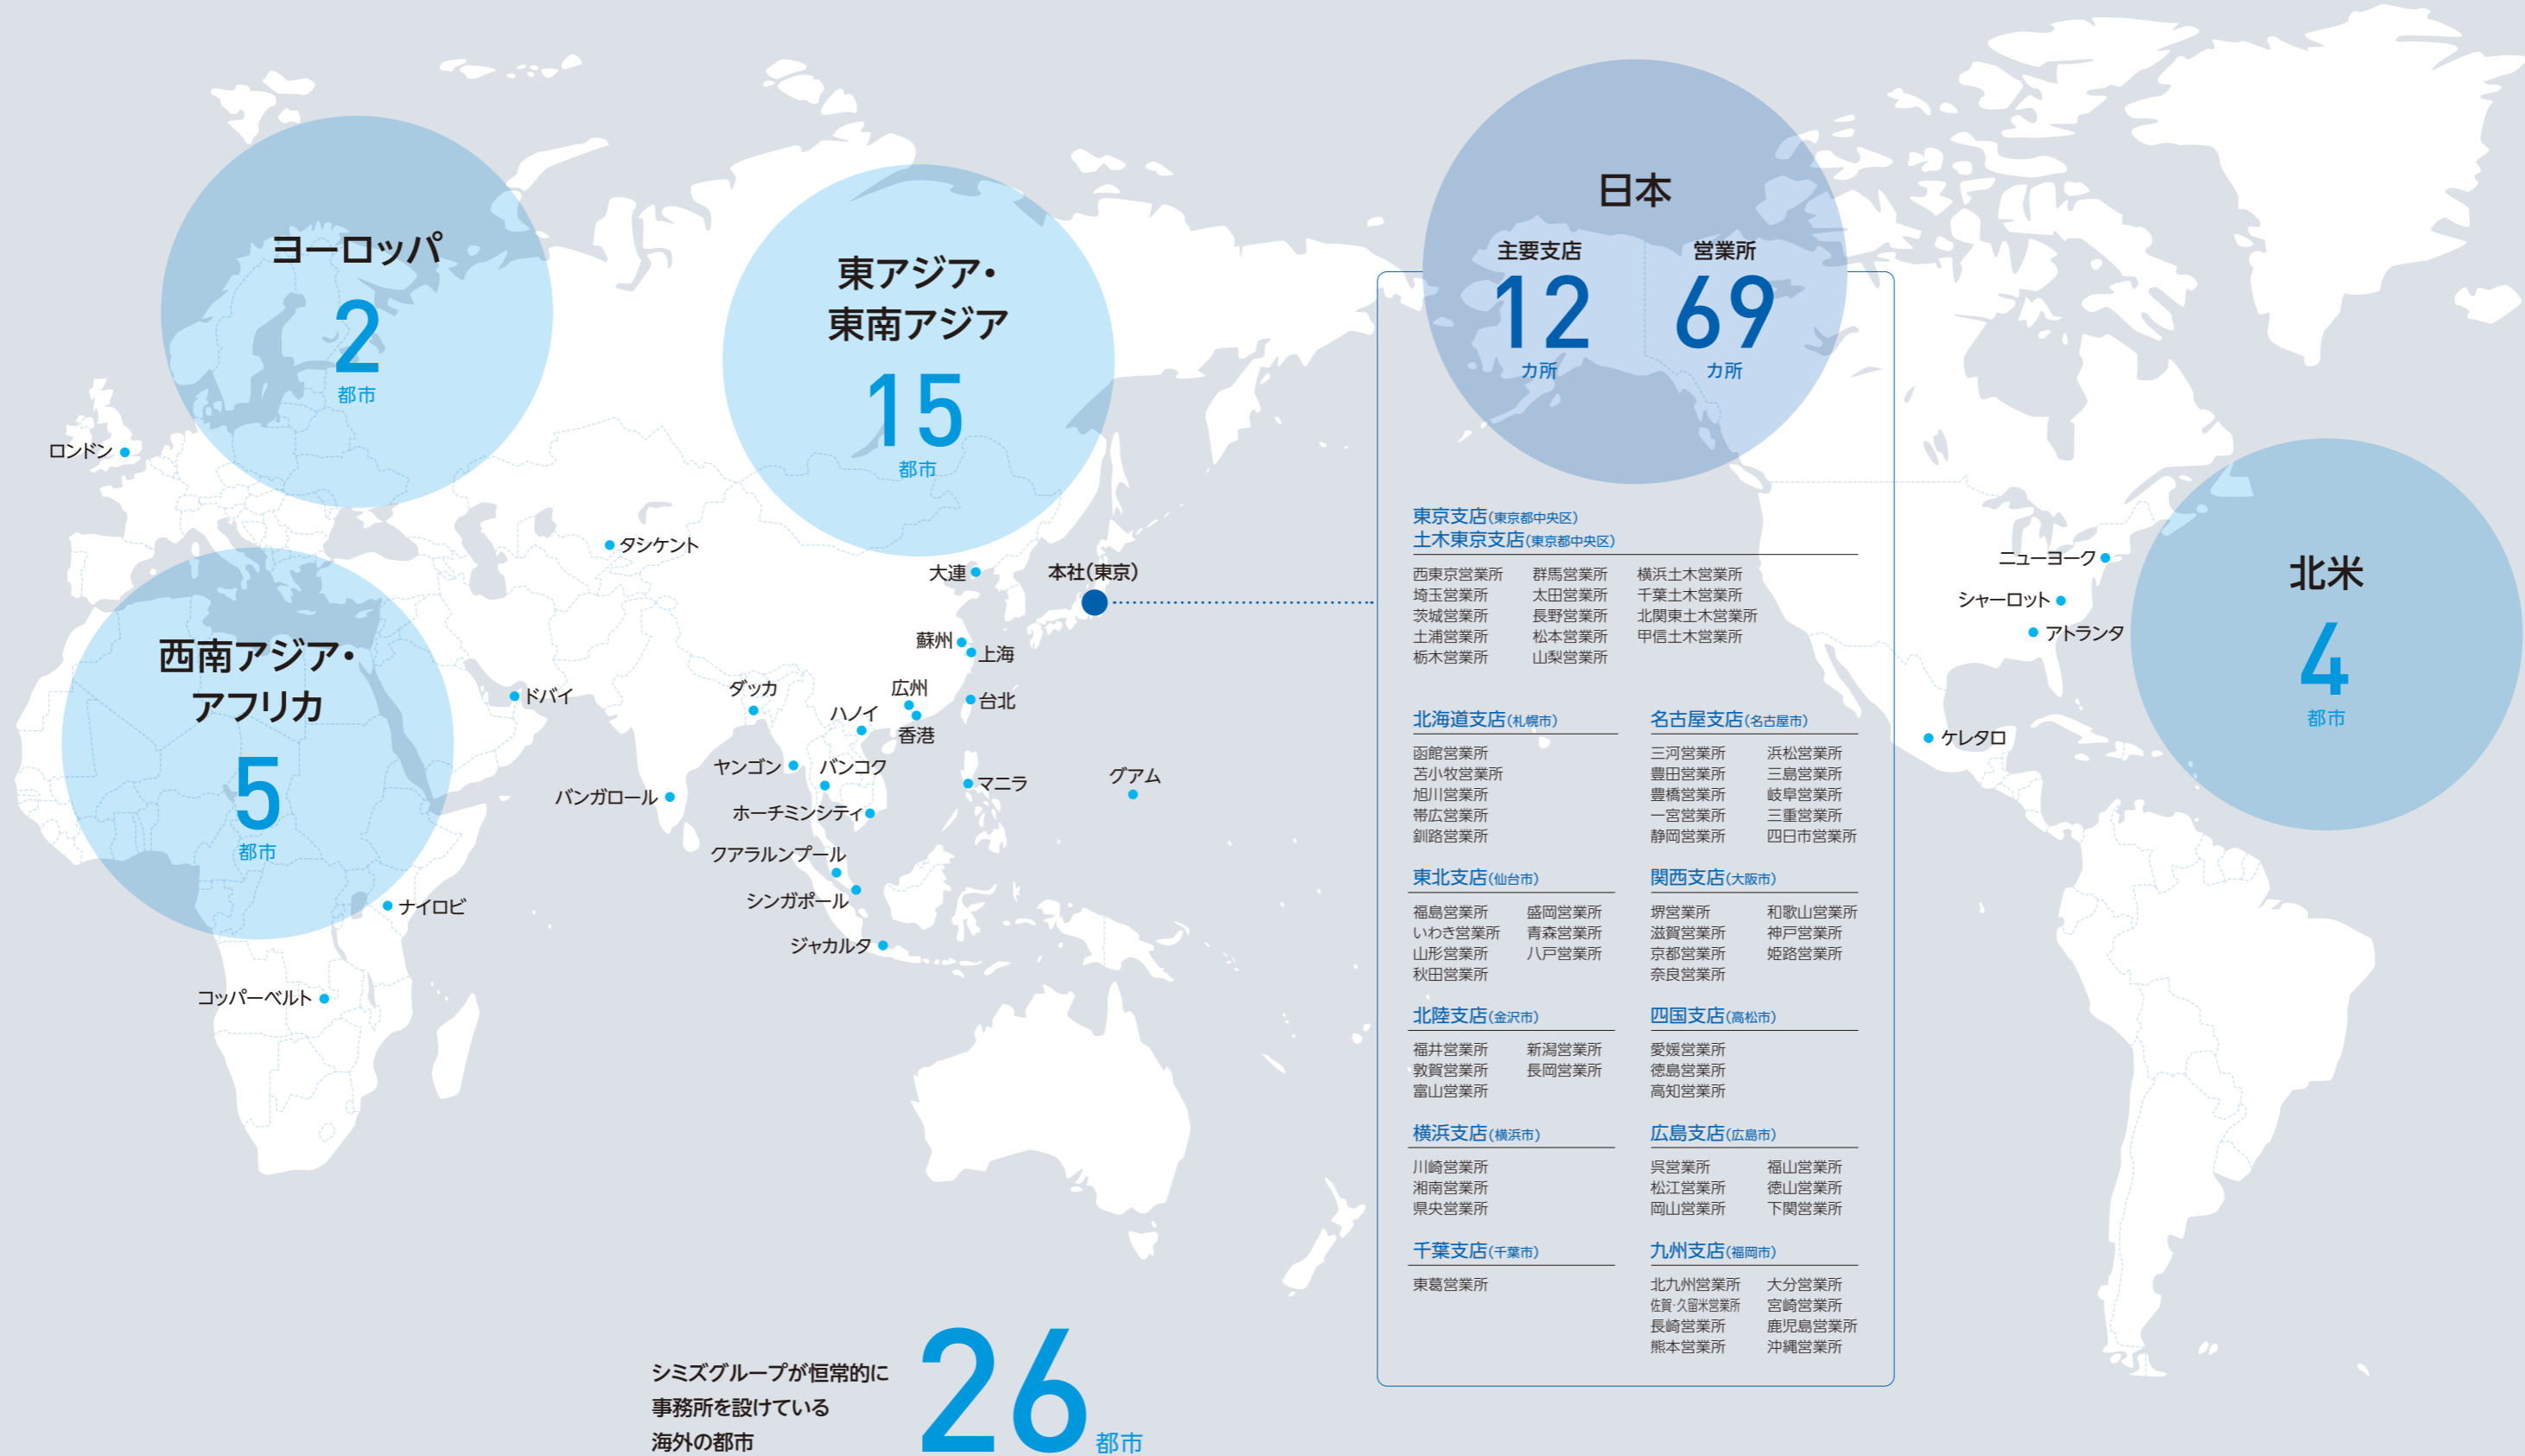 ヨーロッパ
2
都市
東アジア・
東南アジア
15
都市
西南アジア・
アフリカ
5
都市
北米
4
都市
日本
主要支店
12
カ所
営業所
69
カ所
ロンドン
タシケント
ドバイ
ナイロビ
コッパーベルト
バンガロール
ダッカ
ヤンゴン
バンコク
ハノイ
ホーチミンシティ
クアラルンプール
シンガポール
ジャカルタ
大連
蘇州
上海
広州
香港
台北
マニラ
グアム
本社(東京)
ニューヨーク
シャーロット
アトランタ
ケレタロ
東京支店(東京都中央区)
土木東京支店(東京都中央区)
西東京営業所 群馬営業所 横浜土木営業所
埼玉営業所 太田営業所 千葉土木営業所
茨城営業所 長野営業所 北関東土木営業所
土浦営業所 松本営業所 甲信土木営業所
栃木営業所 山梨営業所
北海道支店(札幌市)
函館営業所
苫小牧営業所
旭川営業所
帯広営業所
釧路営業所
名古屋支店(名古屋市)
三河営業所 浜松営業所
豊田営業所 三島営業所
豊橋営業所 岐阜営業所
一宮営業所 三重営業所
静岡営業所 四日市営業所
東北支店(仙台市)
福島営業所 盛岡営業所
いわき営業所 青森営業所
山形営業所 八戸営業所
秋田営業所
関西支店(大阪市)
堺営業所 和歌山営業所
滋賀営業所 神戸営業所
京都営業所 姫路営業所
奈良営業所
北陸支店(金沢市)
福井営業所 新潟営業所
敦賀営業所 長岡営業所
富山営業所
四国支店(高松市)
愛媛営業所
徳島営業所
高知営業所
横浜支店(横浜市)
川崎営業所
湘南営業所
県央営業所
広島支店(広島市)
呉営業所 福山営業所
松江営業所 徳山営業所
岡山営業所 下関営業所
千葉支店(千葉市)
東葛営業所
九州支店(福岡市)
北九州営業所 大分営業所
佐賀・久留米営業所 宮崎営業所
長崎営業所 鹿児島営業所
熊本営業所 沖縄営業所
シミズグループが恒常的に
事務所を設けている
海外の都市
26
都市